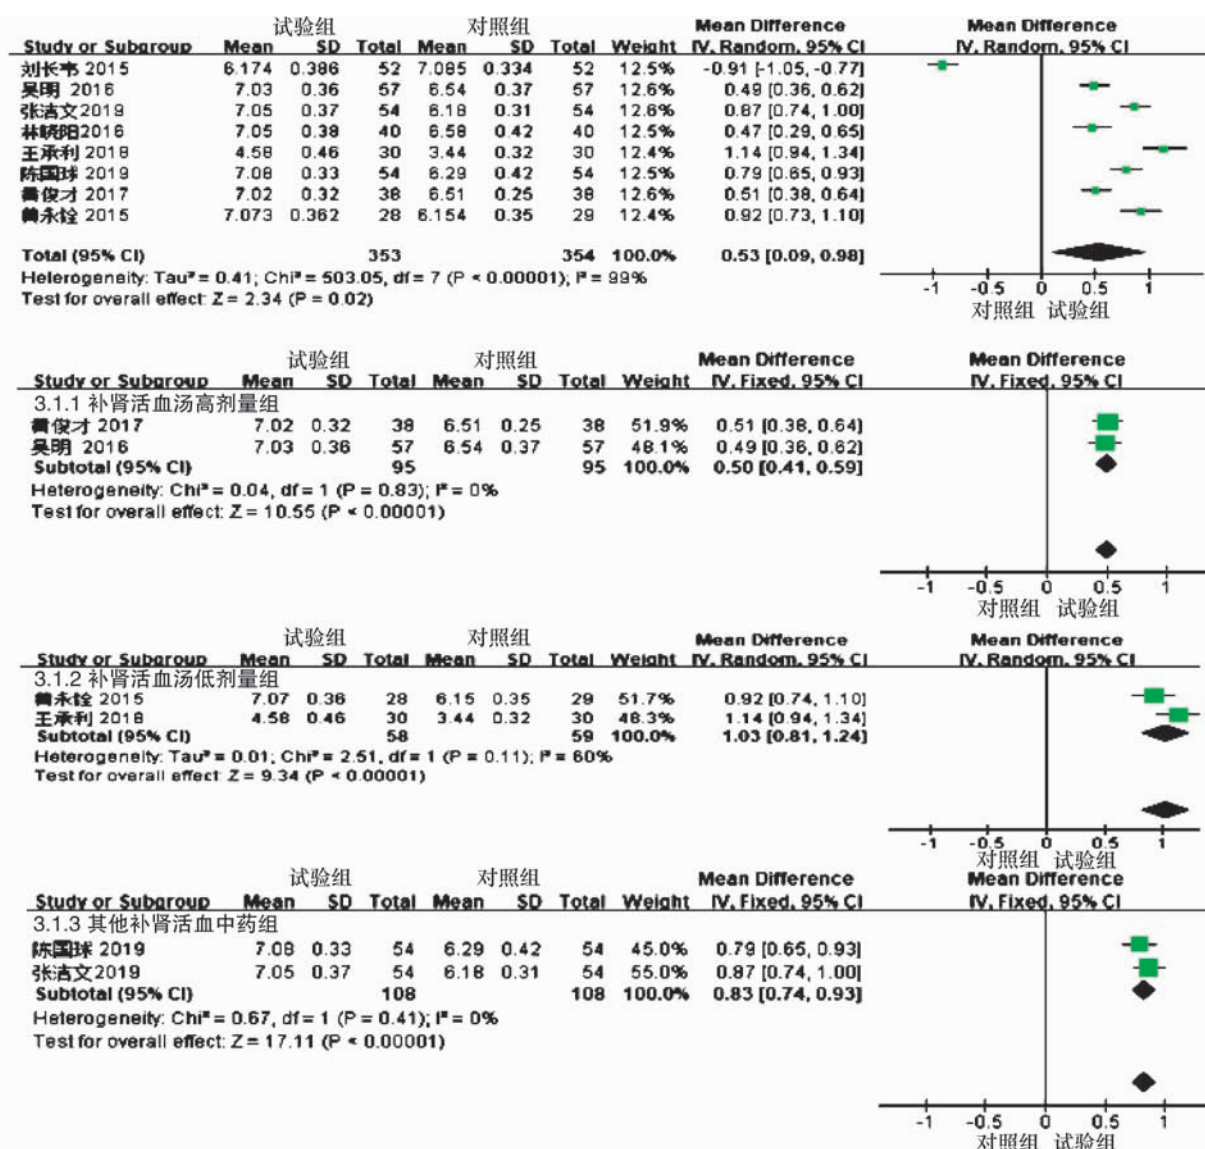 试验组 对照组 Mean Difference Mean Difference
Study or Subgroup Mean SD Total Mean SD Total Weight IV, Random, 95% CI IV, Random, 95% CI
刘长韦 2015 6.174 0.386 52 7.085 0.334 52 12.5% -0.91 [-1.05, -0.77]
吴明 2016 7.03 0.36 57 6.54 0.37 57 12.6% 0.49 [0.36, 0.62]
张洁文2019 7.05 0.37 54 6.18 0.31 54 12.6% 0.87 [0.74, 1.00]
林晓阳2016 7.05 0.38 40 6.58 0.42 40 12.5% 0.47 [0.29, 0.65]
王承利 2018 4.58 0.46 30 3.44 0.32 30 12.4% 1.14 [0.94, 1.34]
陈国球 2019 7.08 0.33 54 6.29 0.42 54 12.5% 0.79 [0.65, 0.93]
俊才 2017 7.02 0.32 38 6.51 0.25 38 12.6% 0.51 [0.38, 0.64]
永铨 2015 7.073 0.362 28 6.154 0.35 29 12.4% 0.92 [0.73, 1.10]
Total (95% CI) 353 354 100.0% 0.53 [0.09, 0.98]
Heterogeneity: Tau² = 0.41; Chi² = 503.05, df = 7 (P < 0.00001); I² = 99%
Test for overall effect: Z = 2.34 (P = 0.02)
-1 -0.5 0 0.5 1
对照组 试验组
试验组 对照组 Mean Difference Mean Difference
Study or Subgroup Mean SD Total Mean SD Total Weight IV, Fixed, 95% CI IV, Fixed, 95% CI
3.1.1 补肾活血汤高剂量组
俊才 2017 7.02 0.32 38 6.51 0.25 38 51.9% 0.51 [0.38, 0.64]
吴明 2016 7.03 0.36 57 6.54 0.37 57 48.1% 0.49 [0.36, 0.62]
Subtotal (95% CI) 95 95 100.0% 0.50 [0.41, 0.59]
Heterogeneity: Chi² = 0.04, df = 1 (P = 0.83); I² = 0%
Test for overall effect: Z = 10.55 (P < 0.00001)
-1 -0.5 0 0.5 1
对照组 试验组
试验组 对照组 Mean Difference Mean Difference
Study or Subgroup Mean SD Total Mean SD Total Weight IV, Random, 95% CI IV, Random, 95% CI
3.1.2 补肾活血汤低剂量组
永铨 2015 7.07 0.36 28 6.15 0.35 29 51.7% 0.92 [0.74, 1.10]
王承利 2018 4.58 0.46 30 3.44 0.32 30 48.3% 1.14 [0.94, 1.34]
Subtotal (95% CI) 58 59 100.0% 1.03 [0.81, 1.24]
Heterogeneity: Tau² = 0.01; Chi² = 2.51, df = 1 (P = 0.11); I² = 60%
Test for overall effect: Z = 9.34 (P < 0.00001)
-1 -0.5 0 0.5 1
对照组 试验组
试验组 对照组 Mean Difference Mean Difference
Study or Subgroup Mean SD Total Mean SD Total Weight IV, Fixed, 95% CI IV, Fixed, 95% CI
3.1.3 其他补肾活血中药组
陈国球 2019 7.08 0.33 54 6.29 0.42 54 45.0% 0.79 [0.65, 0.93]
张洁文2019 7.05 0.37 54 6.18 0.31 54 55.0% 0.87 [0.74, 1.00]
Subtotal (95% CI) 108 108 100.0% 0.83 [0.74, 0.93]
Heterogeneity: Chi² = 0.67, df = 1 (P = 0.41); I² = 0%
Test for overall effect: Z = 17.11 (P < 0.00001)
-1 -0.5 0 0.5 1
对照组 试验组